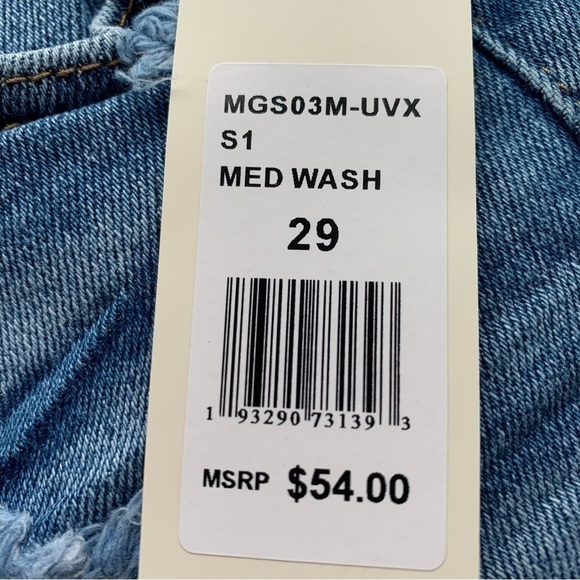 MGS03M-UVX
S1
MED WASH
29
1 93290 73139 3
MSRP $54.00